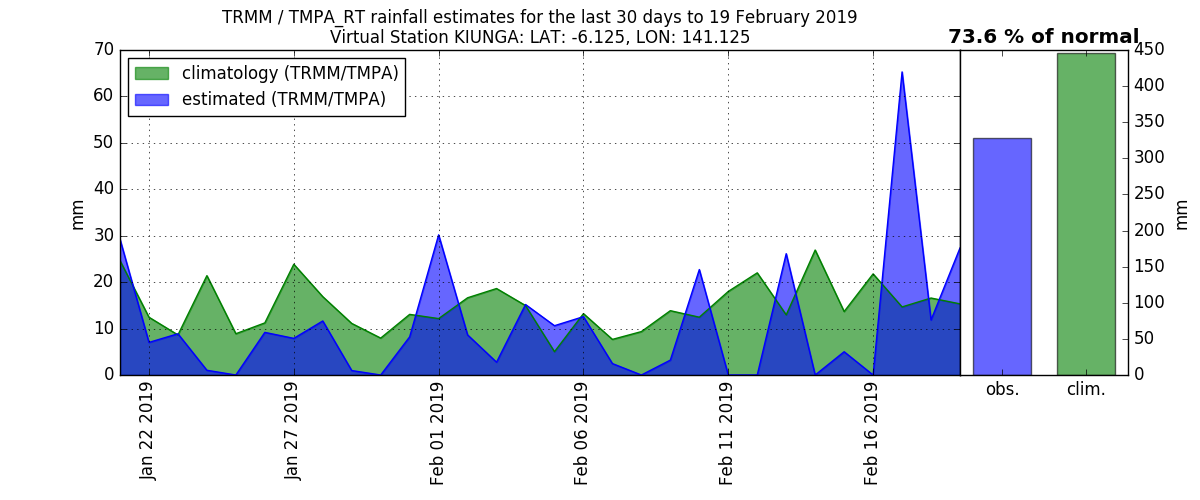 TRMM / TMPA_RT rainfall estimates for the last 30 days to 19 February 2019
Virtual Station KIUNGA: LAT: -6.125, LON: 141.125
73.6 % of normal
climatology (TRMM/TMPA)
estimated (TRMM/TMPA)
70
60
50
40
30
20
10
0
mm
Jan 22 2019
Jan 27 2019
Feb 01 2019
Feb 06 2019
Feb 11 2019
Feb 16 2019
450
400
350
300
250
200
150
100
50
0
mm
obs.
clim.